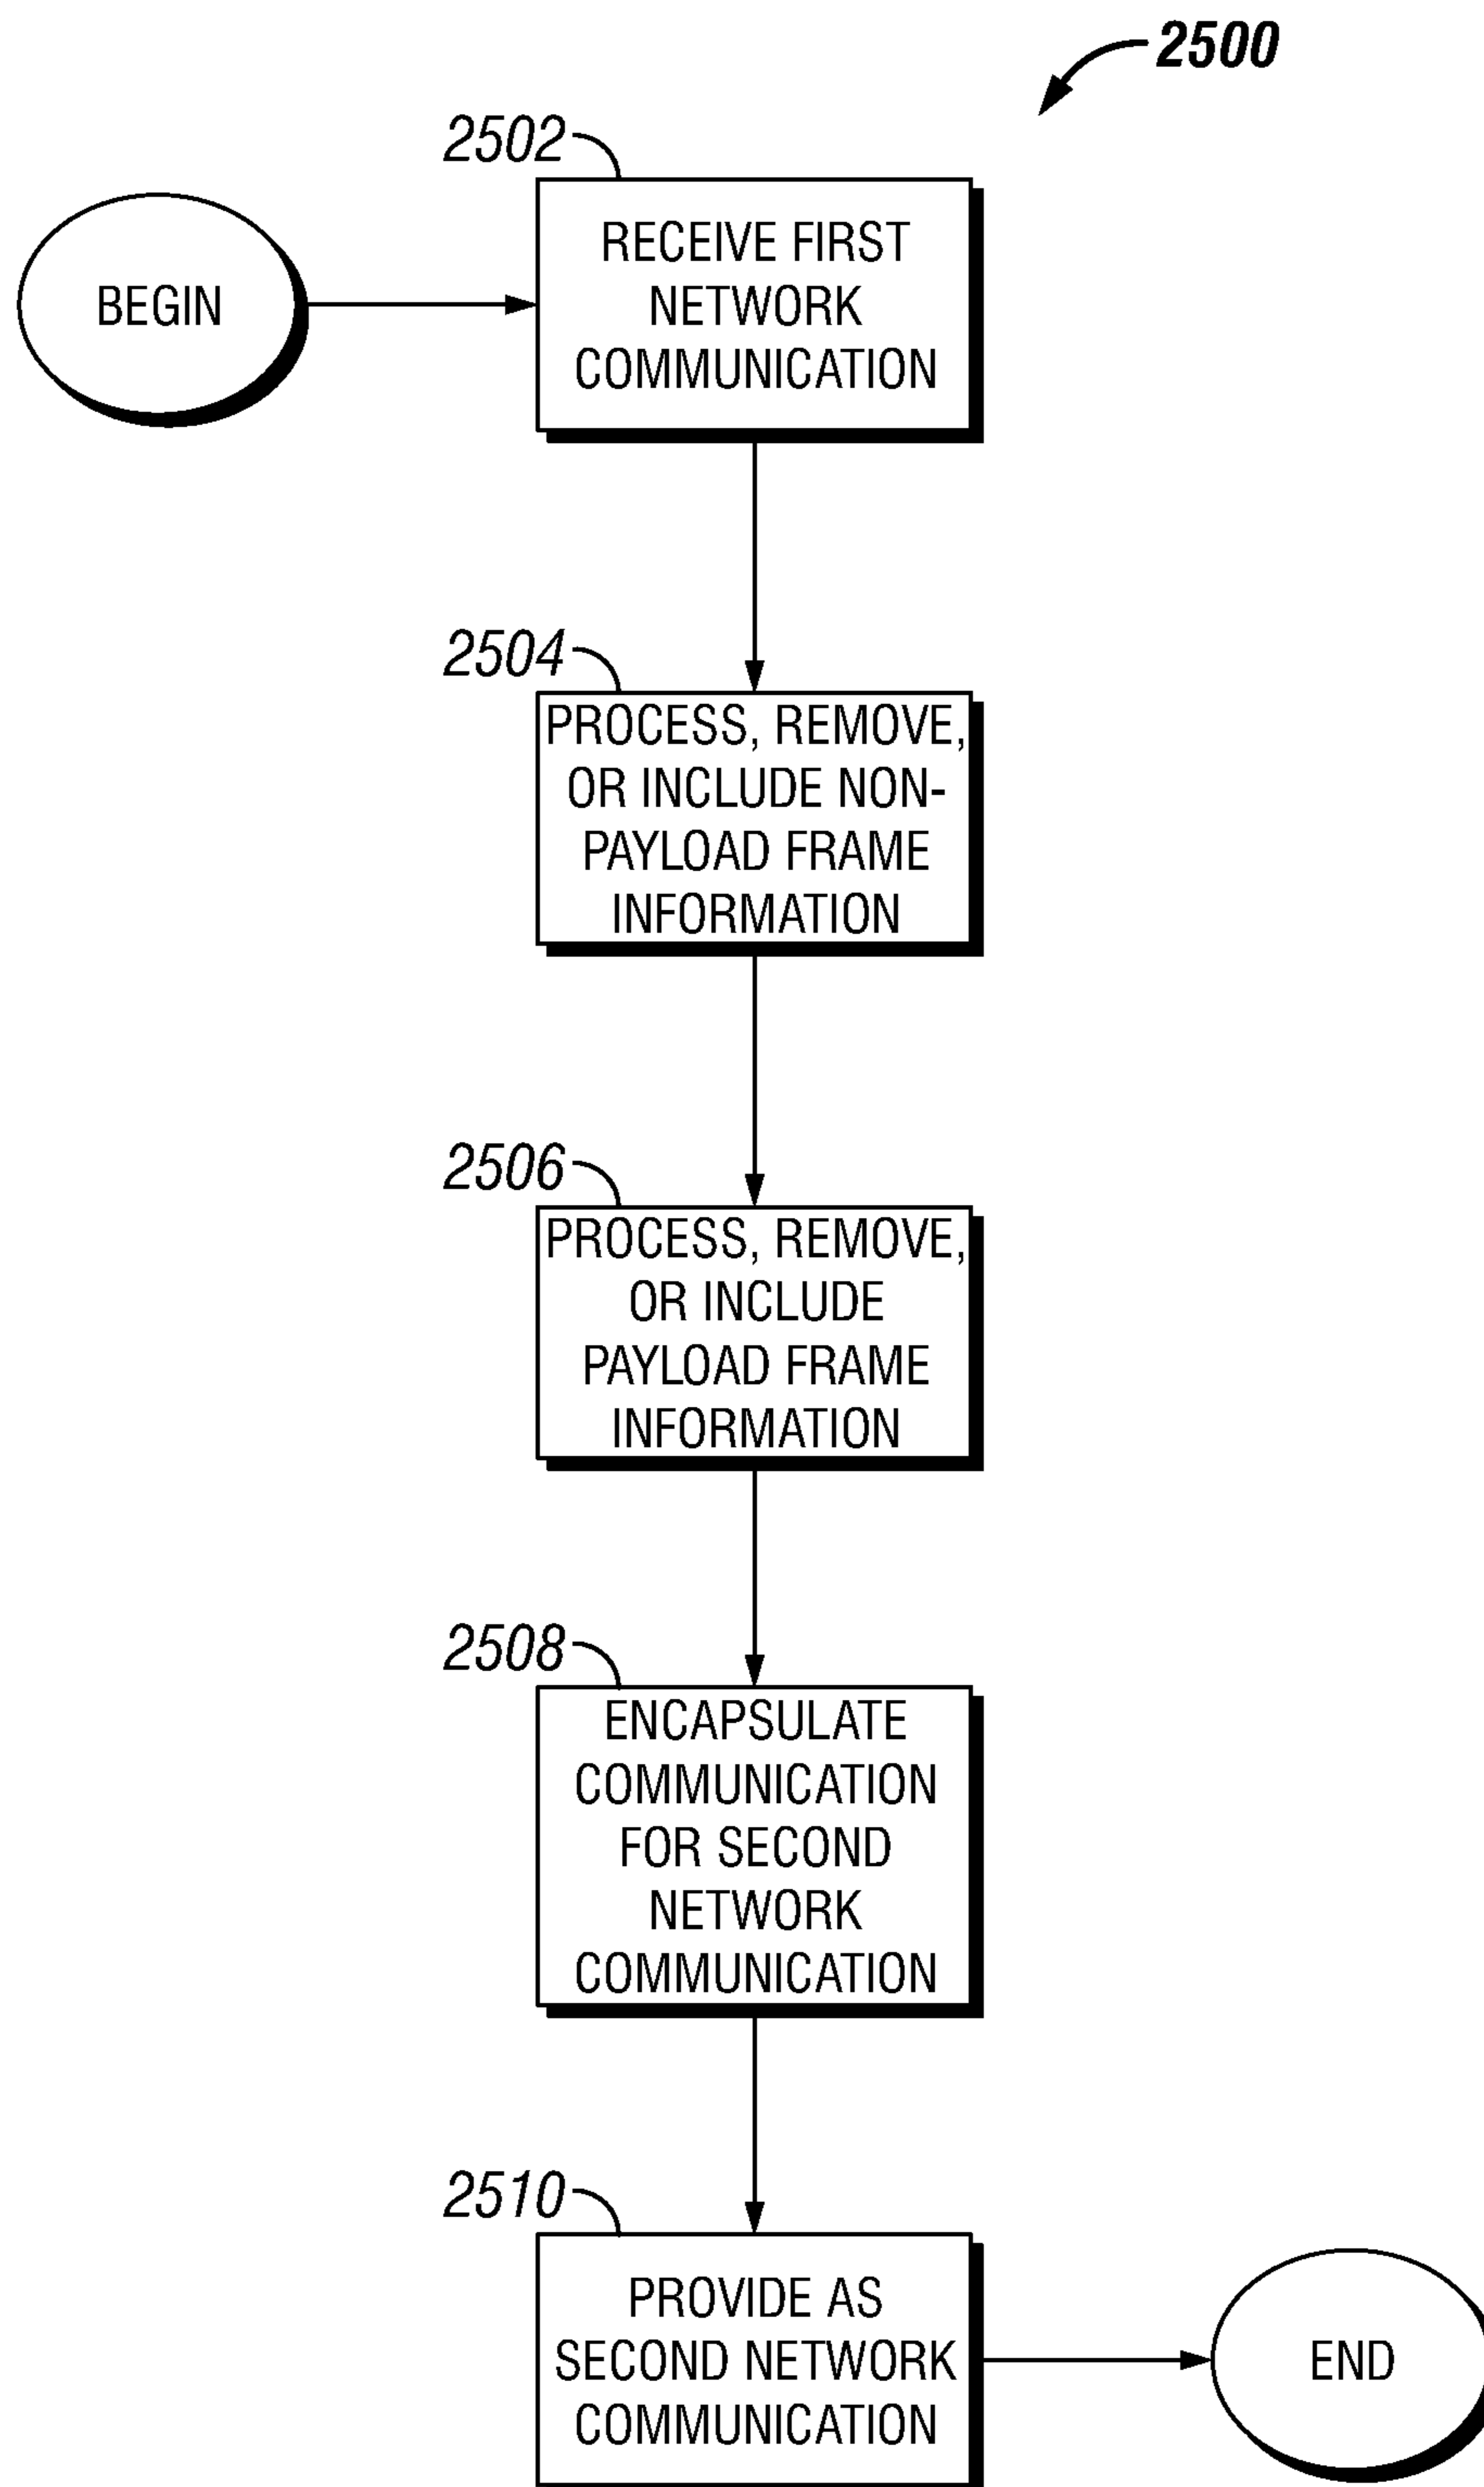 2500
2502
BEGIN
RECEIVE FIRST
NETWORK
COMMUNICATION
2504
PROCESS, REMOVE,
OR INCLUDE NON-
PAYLOAD FRAME
INFORMATION
2506
PROCESS, REMOVE,
OR INCLUDE
PAYLOAD FRAME
INFORMATION
2508
ENCAPSULATE
COMMUNICATION
FOR SECOND
NETWORK
COMMUNICATION
2510
PROVIDE AS
SECOND NETWORK
COMMUNICATION
END